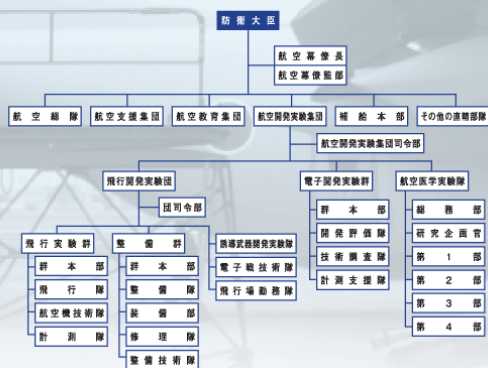 防衛大臣
航空幕僚長
航空幕僚監部
航空総隊
航空支援集団
航空教育集団
航空開発実験集団
補給本部
その他の直轄部隊
航空開発実験集団司令部
飛行開発実験団
電子開発実験群
航空医学実験隊
団司令部
飛行実験群
群本部
飛行隊
航空機技術隊
計測隊
整備群
群本部
整備隊
装備部
修理隊
整備技術隊
誘導武器開発実験隊
電子戦技術隊
飛行場勤務隊
群本部
開発評価隊
技術調査隊
計測支援隊
総務部
研究企画官
第1部
第2部
第3部
第4部